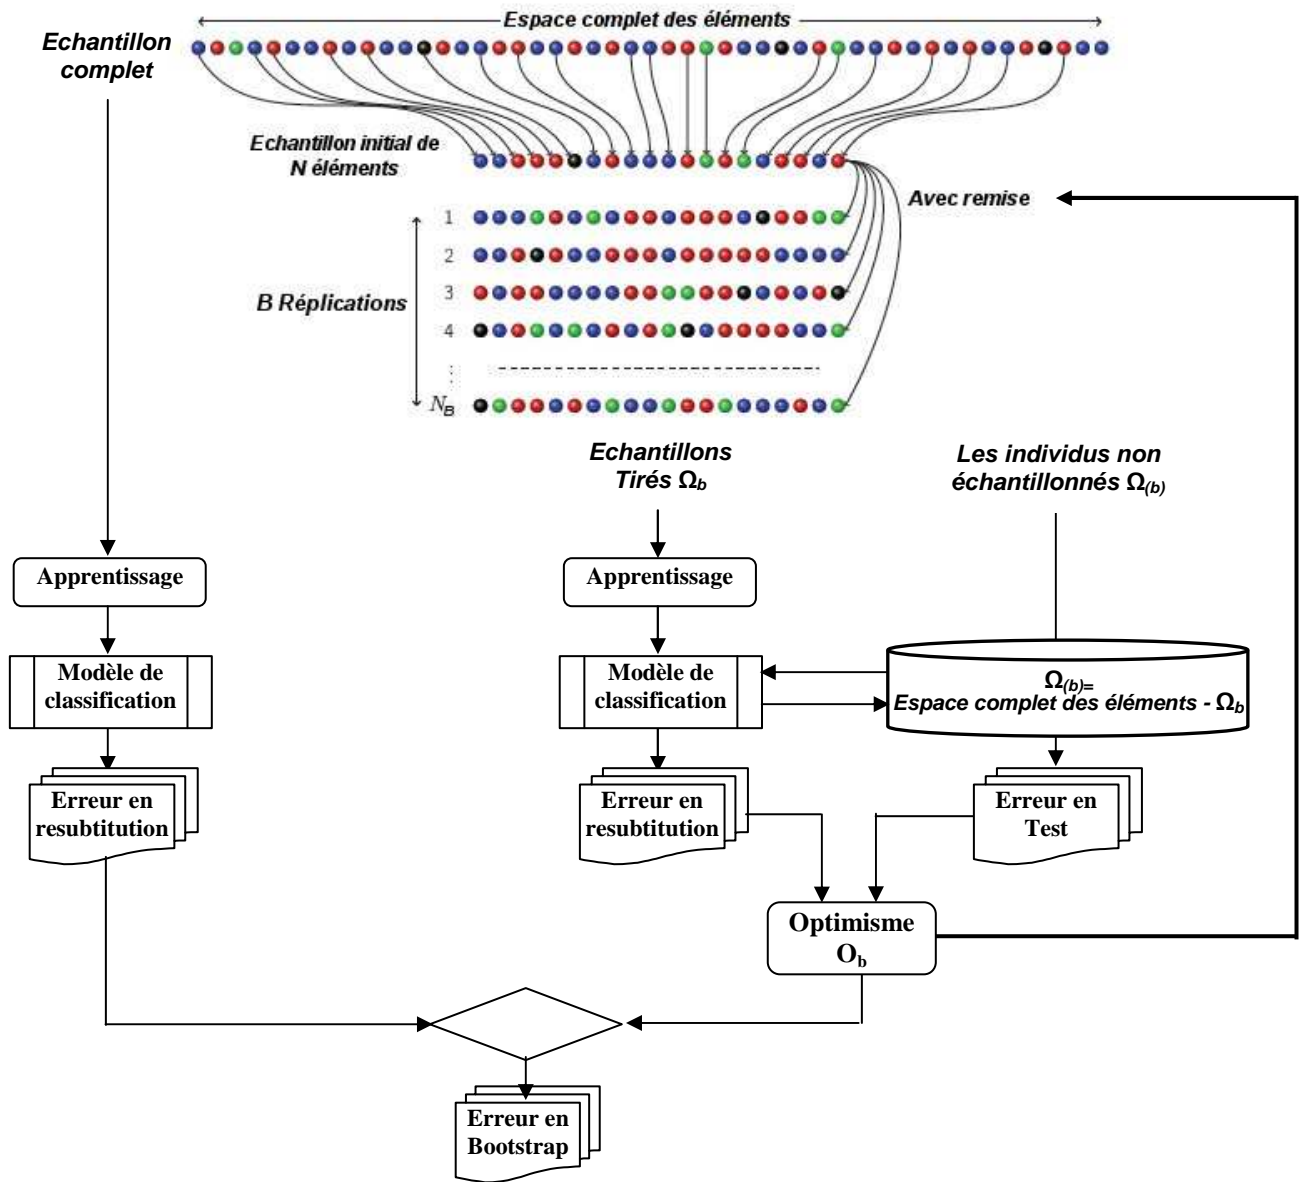 Espace complet des éléments
Echantillon
complet
Echantillon initial de
N éléments
Avec remise
1
2
B Réplications
3
4
⋮
N_B
Echantillons
Tirés Ω_b
Les individus non
échantillonnés Ω_(b)
Apprentissage
Apprentissage
Modèle de
classification
Modèle de
classification
Ω_(b)=
Espace complet des éléments - Ω_b
Erreur en
resubtitution
Erreur en
resubtitution
Erreur en
Test
Optimisme
O_b
Erreur en
Bootstrap